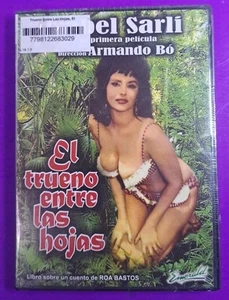 7798122683029
bel Sarli
primera película
Dirección Armando Bó
El
trueno
entre
las
hojas
Libro sobre un cuento de ROA BASTOS